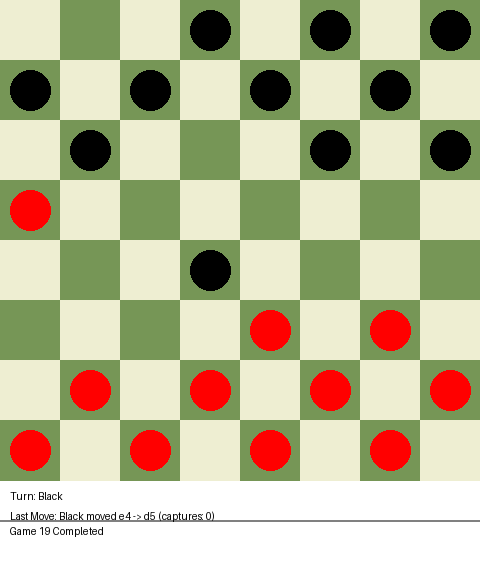 Turn: Black
Last Move: Black moved e4 -> d5 (captures: 0)
Game 19 Completed